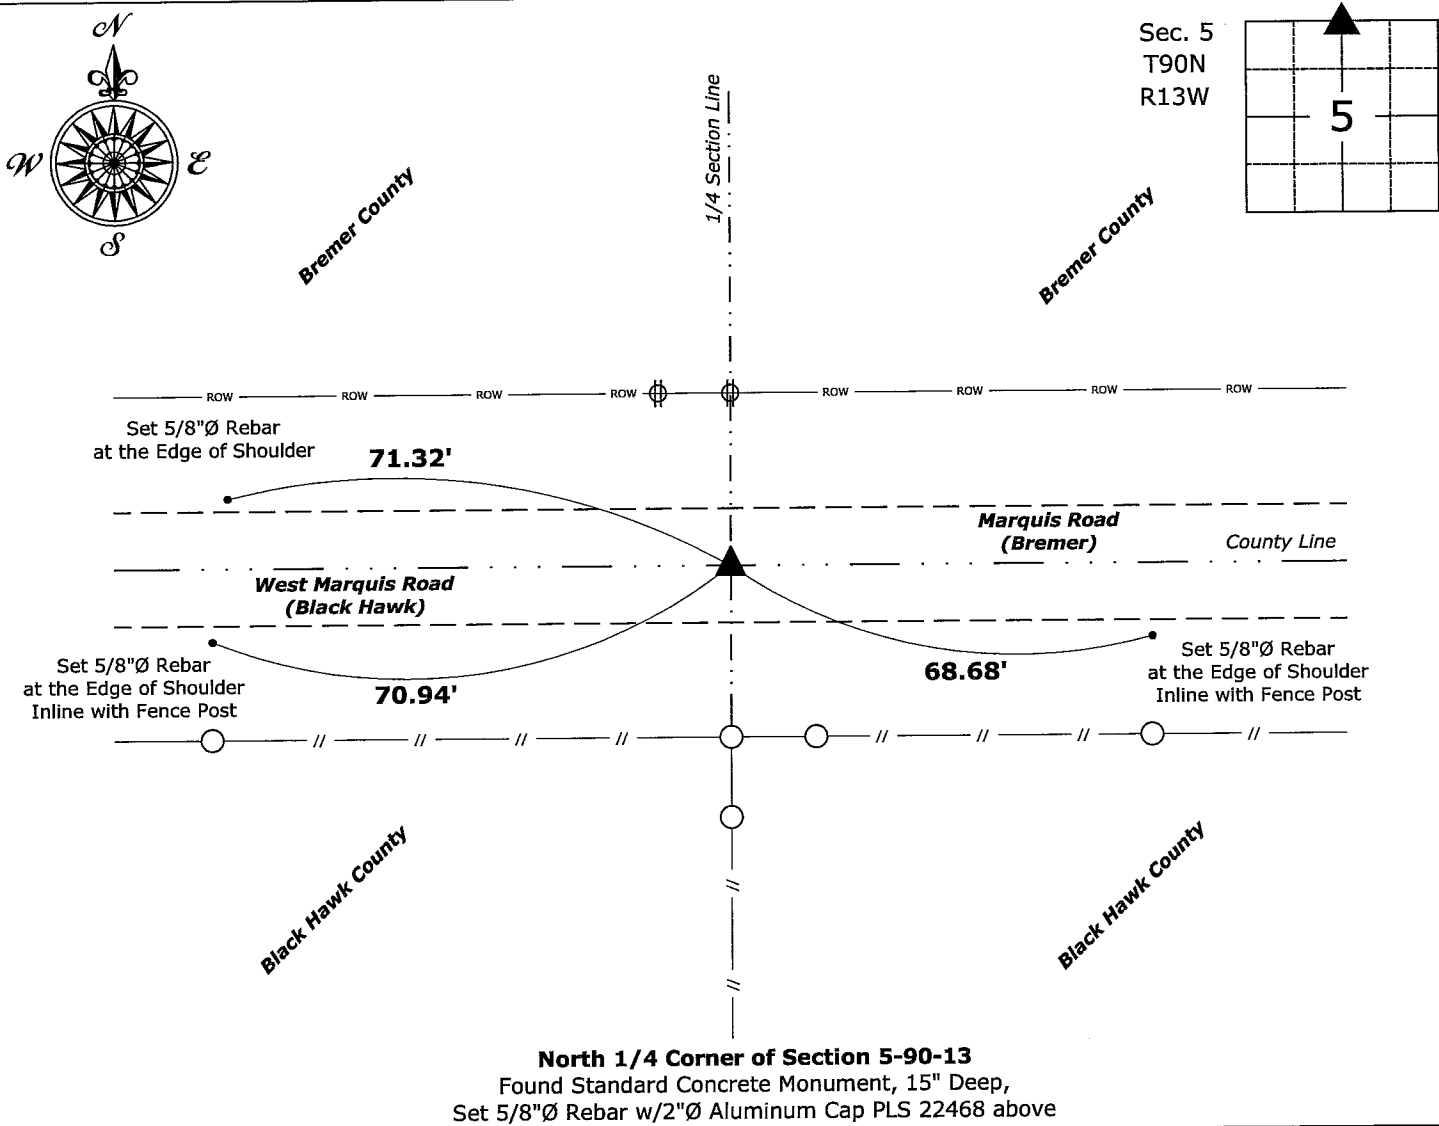 N
W
E
S
Sec. 5
T90N
R13W
5
1/4 Section Line
Bremer County
Bremer County
ROW
ROW
ROW
ROW
ROW
ROW
ROW
ROW
Set 5/8"Ø Rebar
at the Edge of Shoulder
71.32'
Marquis Road
(Bremer)
County Line
West Marquis Road
(Black Hawk)
Set 5/8"Ø Rebar
at the Edge of Shoulder
Inline with Fence Post
70.94'
68.68'
Set 5/8"Ø Rebar
at the Edge of Shoulder
Inline with Fence Post
Black Hawk County
Black Hawk County
North 1/4 Corner of Section 5-90-13
Found Standard Concrete Monument, 15" Deep,
Set 5/8"Ø Rebar w/2"Ø Aluminum Cap PLS 22468 above